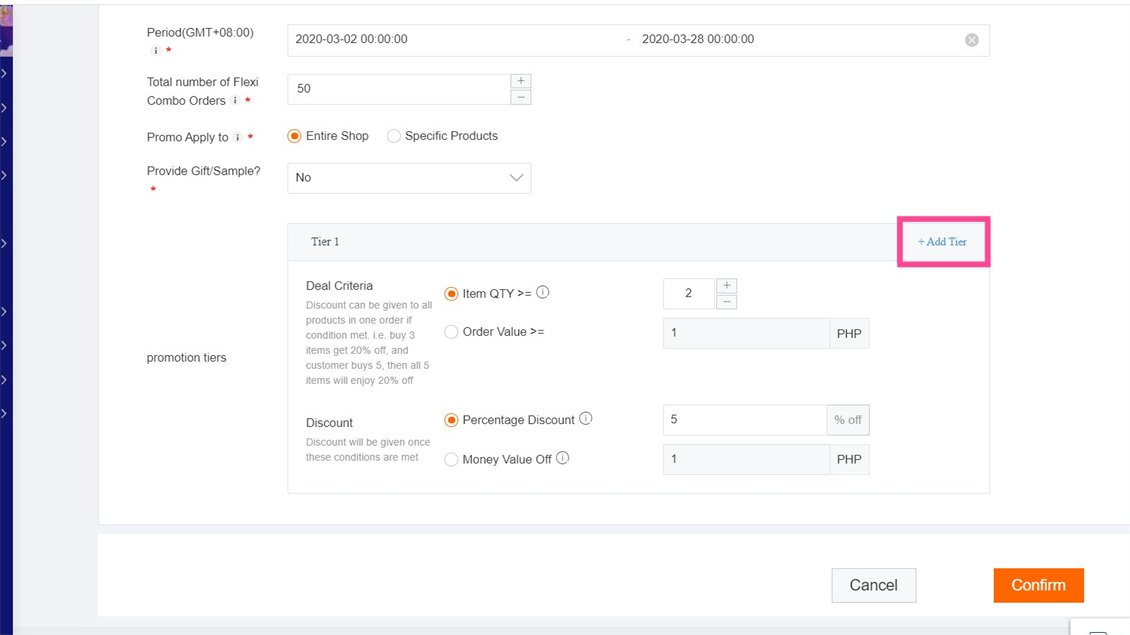 Period(GMT+08:00)
i *
2020-03-02 00:00:00 - 2020-03-28 00:00:00
Total number of Flexi
Combo Orders i *
50
+
−
Promo Apply to i *
Entire Shop
Specific Products
Provide Gift/Sample?
*
No
Tier 1
+ Add Tier
promotion tiers
Deal Criteria
Discount can be given to all
products in one order if
condition met. i.e. buy 3
items get 20% off, and
customer buys 5, then all 5
items will enjoy 20% off
Item QTY >= i
2
+
−
Order Value >=
1 PHP
Discount
Discount will be given once
these conditions are met
Percentage Discount i
5 % off
Money Value Off i
1 PHP
Cancel
Confirm